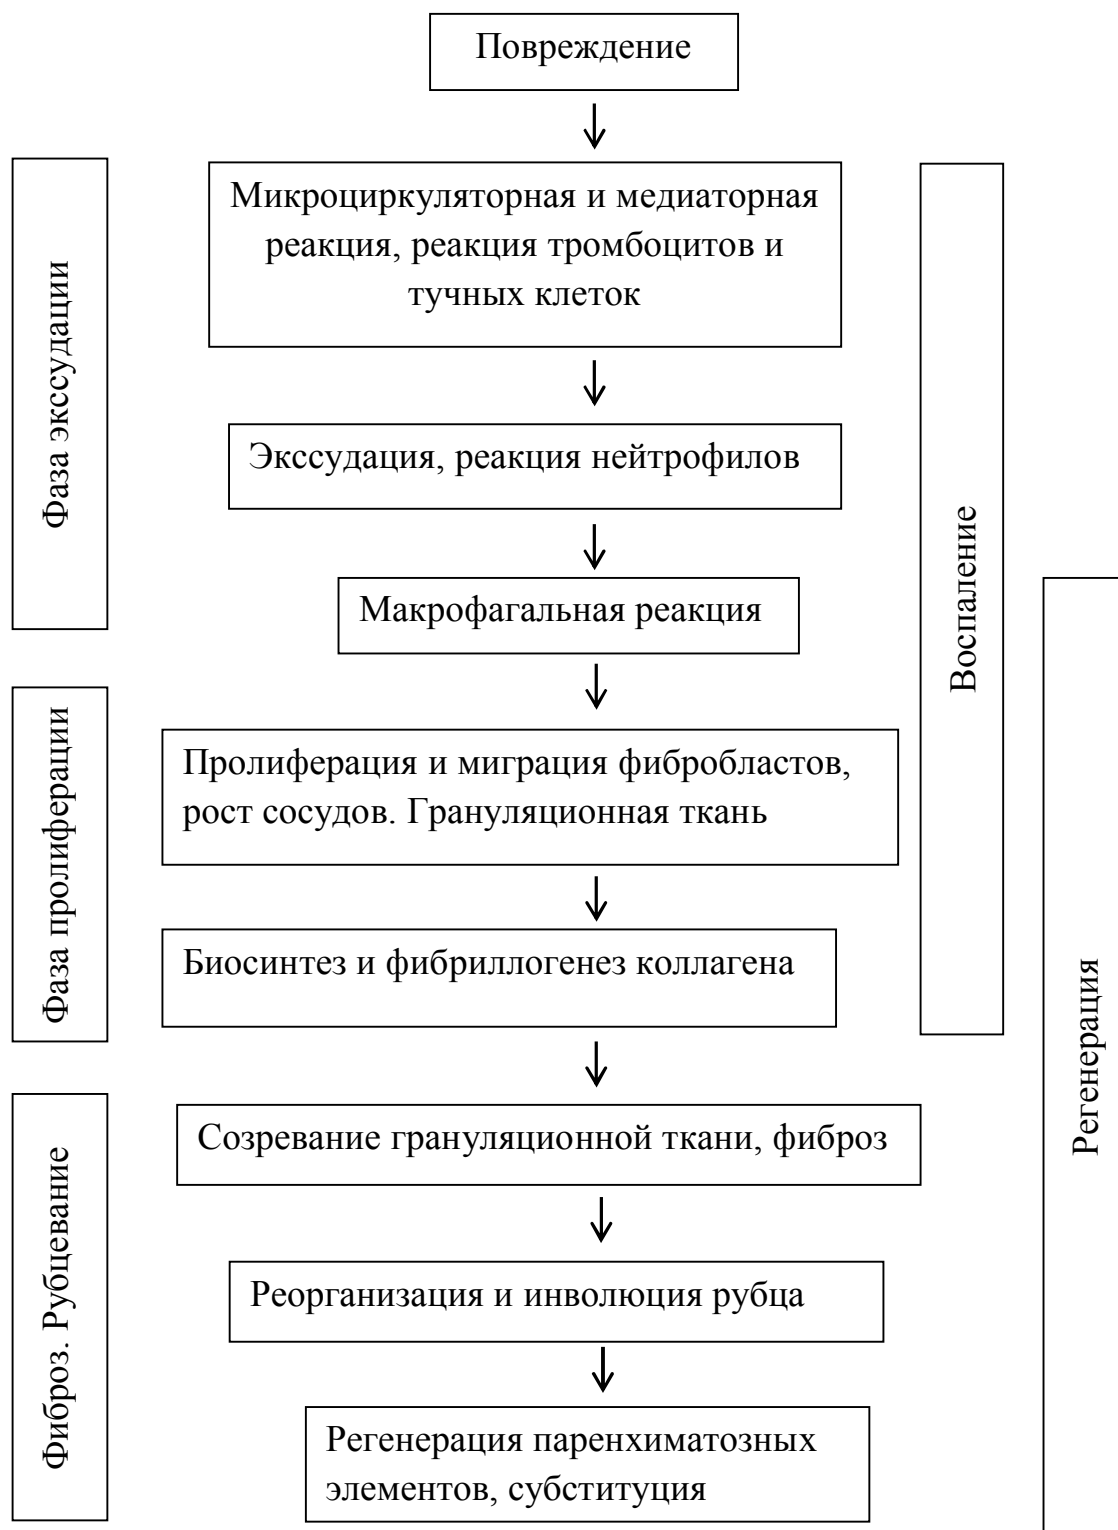 Повреждение
Фаза экссудации
Микроциркуляторная и медиаторная
реакция, реакция тромбоцитов и
тучных клеток
Экссудация, реакция нейтрофилов
Макрофагальная реакция
Воспаление
Фаза пролиферации
Пролиферация и миграция фибробластов,
рост сосудов. Грануляционная ткань
Биосинтез и фибриллогенез коллагена
Регенерация
Фиброз. Рубцевание
Созревание грануляционной ткани, фиброз
Реорганизация и инволюция рубца
Регенерация паренхиматозных
элементов, субституция